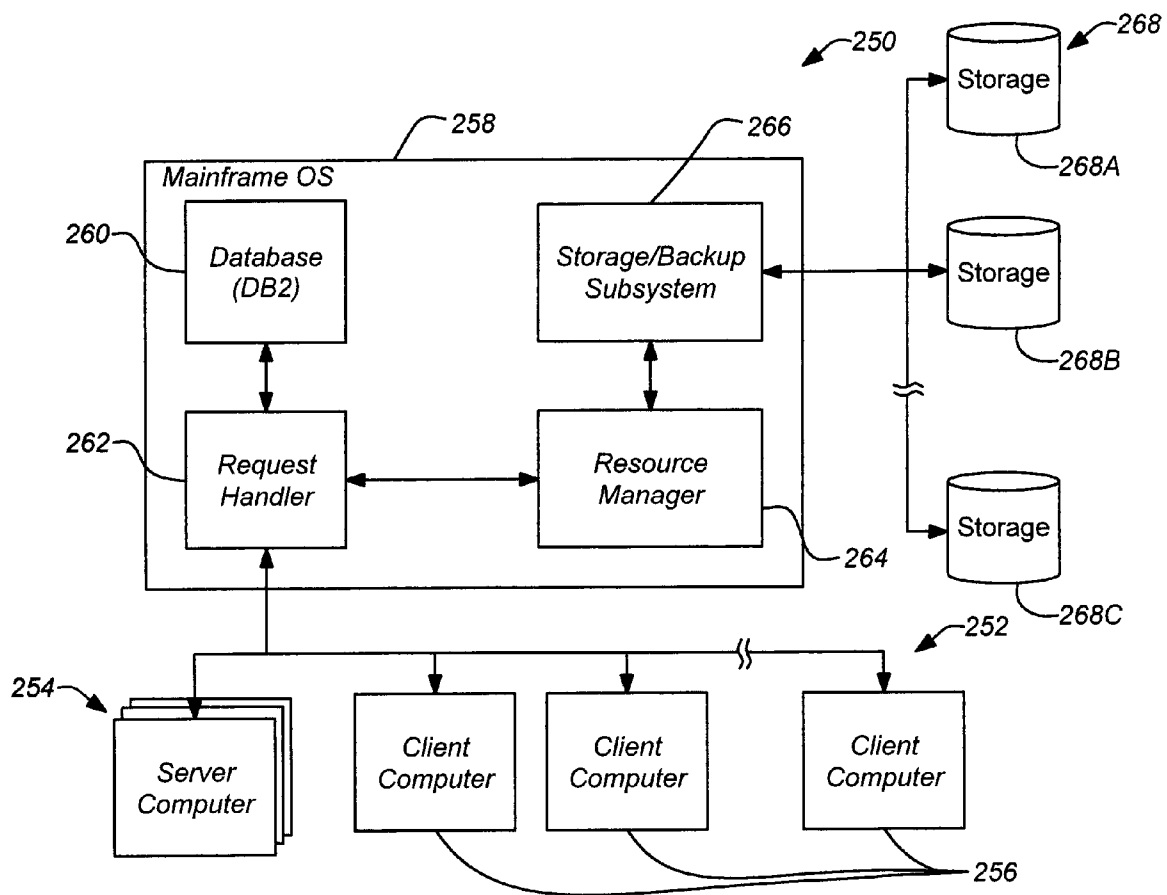 250
268
Storage
258
266
268A
Mainframe OS
260
Database
(DB2)
Storage/Backup
Subsystem
Storage
268B
262
Request
Handler
Resource
Manager
Storage
264
268C
252
254
Server
Computer
Client
Computer
Client
Computer
Client
Computer
256